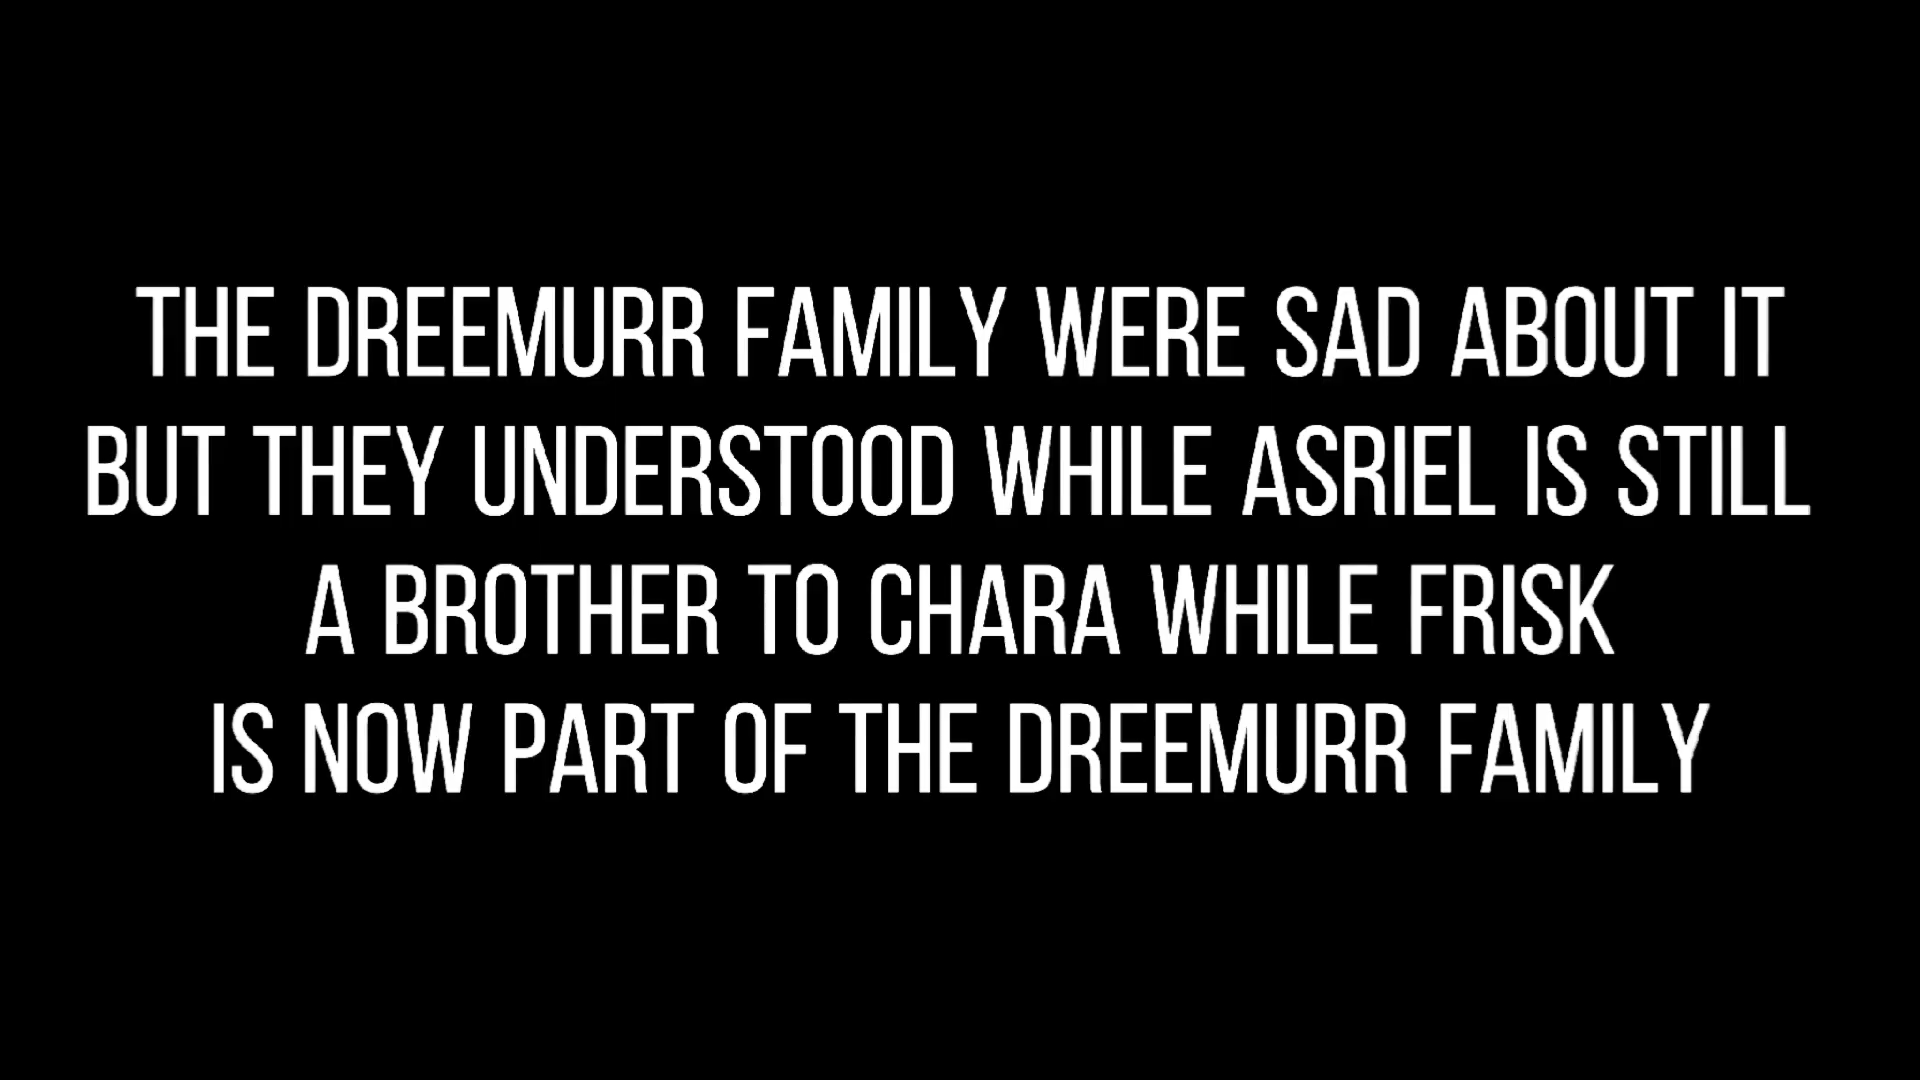 THE DREEMURR FAMILY WERE SAD ABOUT IT
BUT THEY UNDERSTOOD WHILE ASRIEL IS STILL
A BROTHER TO CHARA WHILE FRISK
IS NOW PART OF THE DREEMURR FAMILY